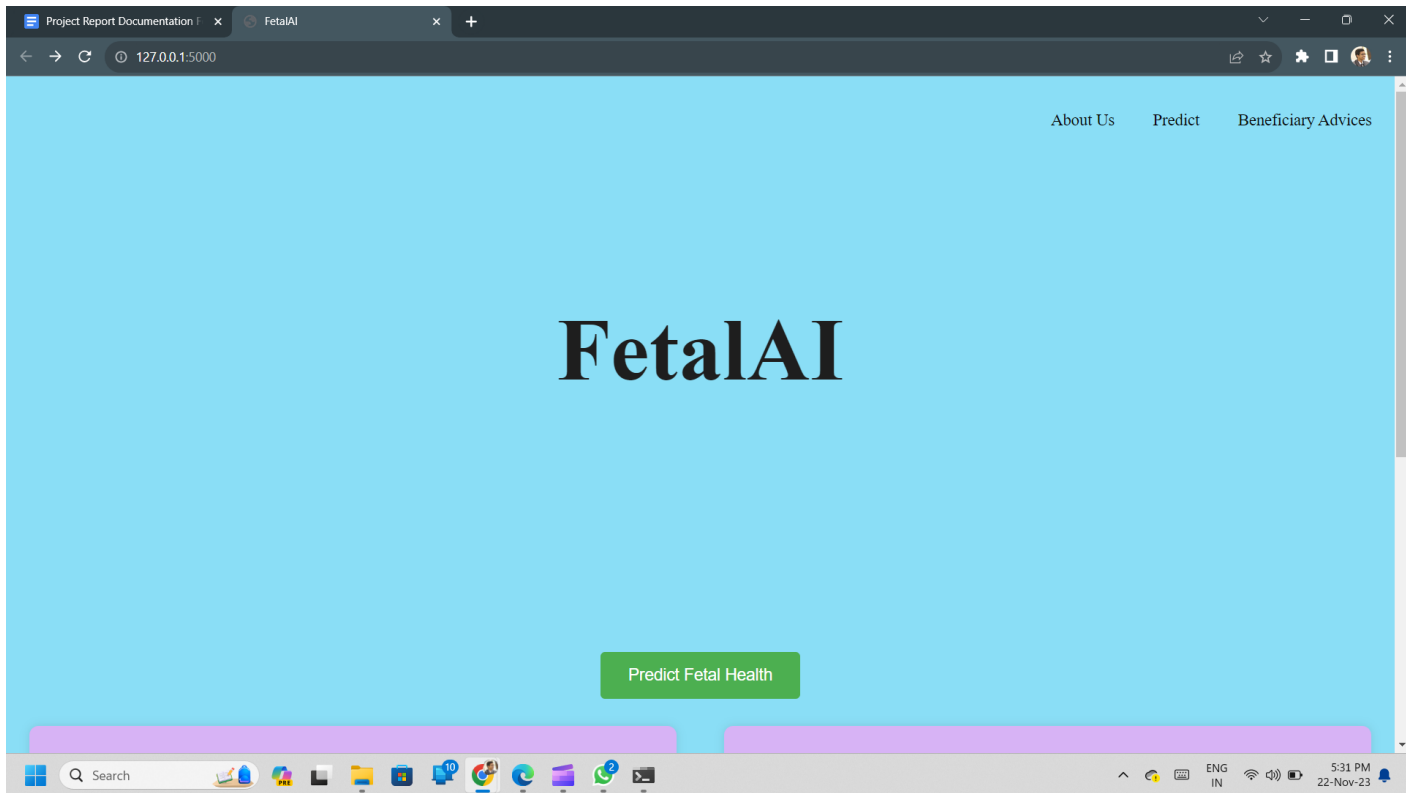 Project Report Documentation F
FetalAI
127.0.0.1:5000
About Us Predict Beneficiary Advices
FetalAI
Predict Fetal Health
Search
PRE
10
2
ENG
IN
5:31 PM
22-Nov-23